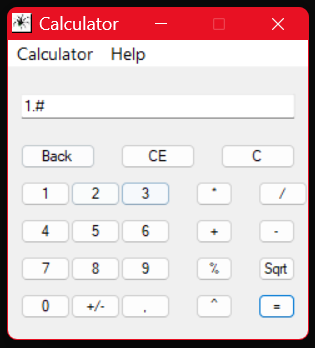 Calculator
Calculator Help
1.#
Back CE C
1 2 3 * /
4 5 6 + -
7 8 9 % Sqrt
0 +/- , ^ =